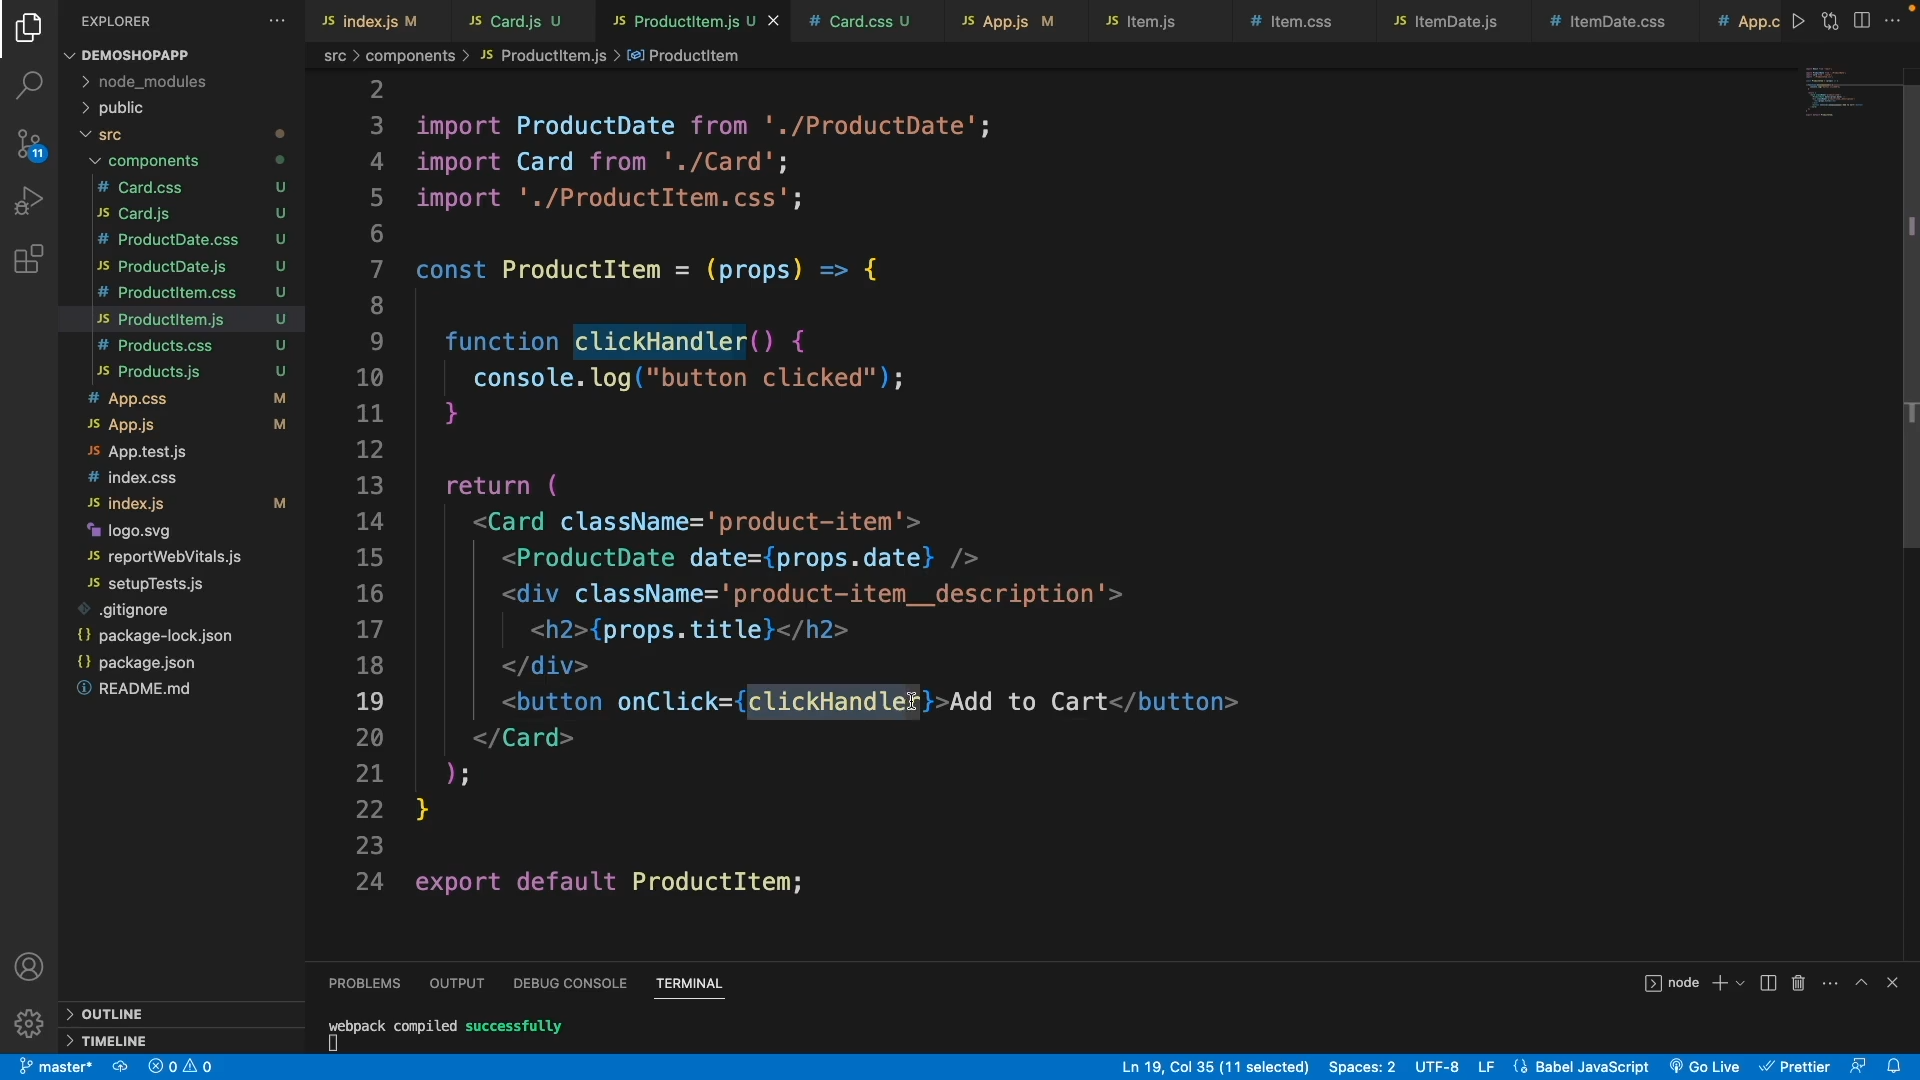 EXPLORER
DEMOSHOPAPP
node_modules
public
src
components
# Card.css U
JS Card.js U
# ProductDate.css U
JS ProductDate.js U
# ProductItem.css U
JS ProductItem.js U
# Products.css U
JS Products.js U
# App.css M
JS App.js M
JS App.test.js
# index.css
JS index.js M
logo.svg
JS reportWebVitals.js
JS setupTests.js
.gitignore
{} package-lock.json
{} package.json
README.md
OUTLINE
TIMELINE
11
JS index.js M
JS Card.js U
JS ProductItem.js U
# Card.css U
JS App.js M
JS Item.js
# Item.css
JS ItemDate.js
# ItemDate.css
# App.c
src > components > JS ProductItem.js > ProductItem
2
3 import ProductDate from './ProductDate';
4 import Card from './Card';
5 import './ProductItem.css';
6
7 const ProductItem = (props) => {
8
9 function clickHandler() {
10 console.log("button clicked");
11 }
12
13 return (
14 <Card className='product-item'>
15 <ProductDate date={props.date} />
16 <div className='product-item__description'>
17 <h2>{props.title}</h2>
18 </div>
19 <button onClick={clickHandler}>Add to Cart</button>
20 </Card>
21 );
22 }
23
24 export default ProductItem;
PROBLEMS OUTPUT DEBUG CONSOLE TERMINAL
node
webpack compiled successfully
master* 0 0
Ln 19, Col 35 (11 selected) Spaces: 2 UTF-8 LF {} Babel JavaScript Go Live Prettier